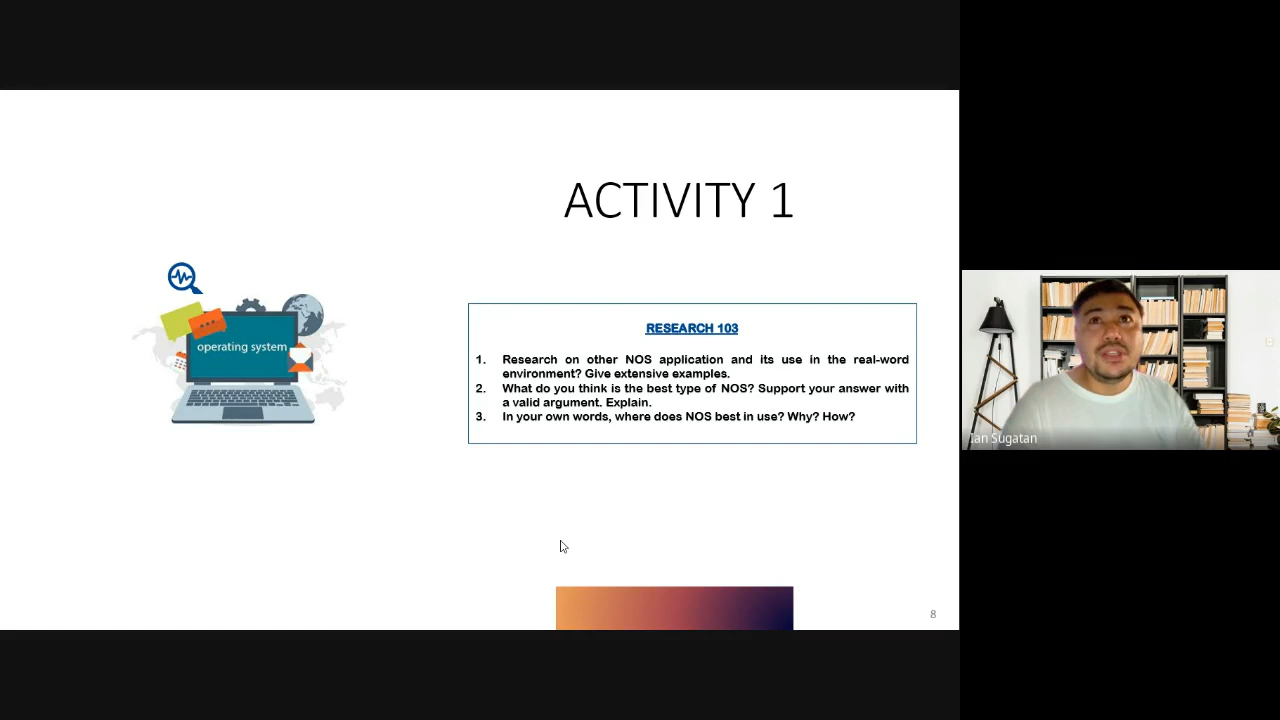 ACTIVITY 1
operating system
RESEARCH 103
1. Research on other NOS application and its use in the real-word
environment? Give extensive examples.
2. What do you think is the best type of NOS? Support your answer with
a valid argument. Explain.
3. In your own words, where does NOS best in use? Why? How?
Ian Sugatan
8